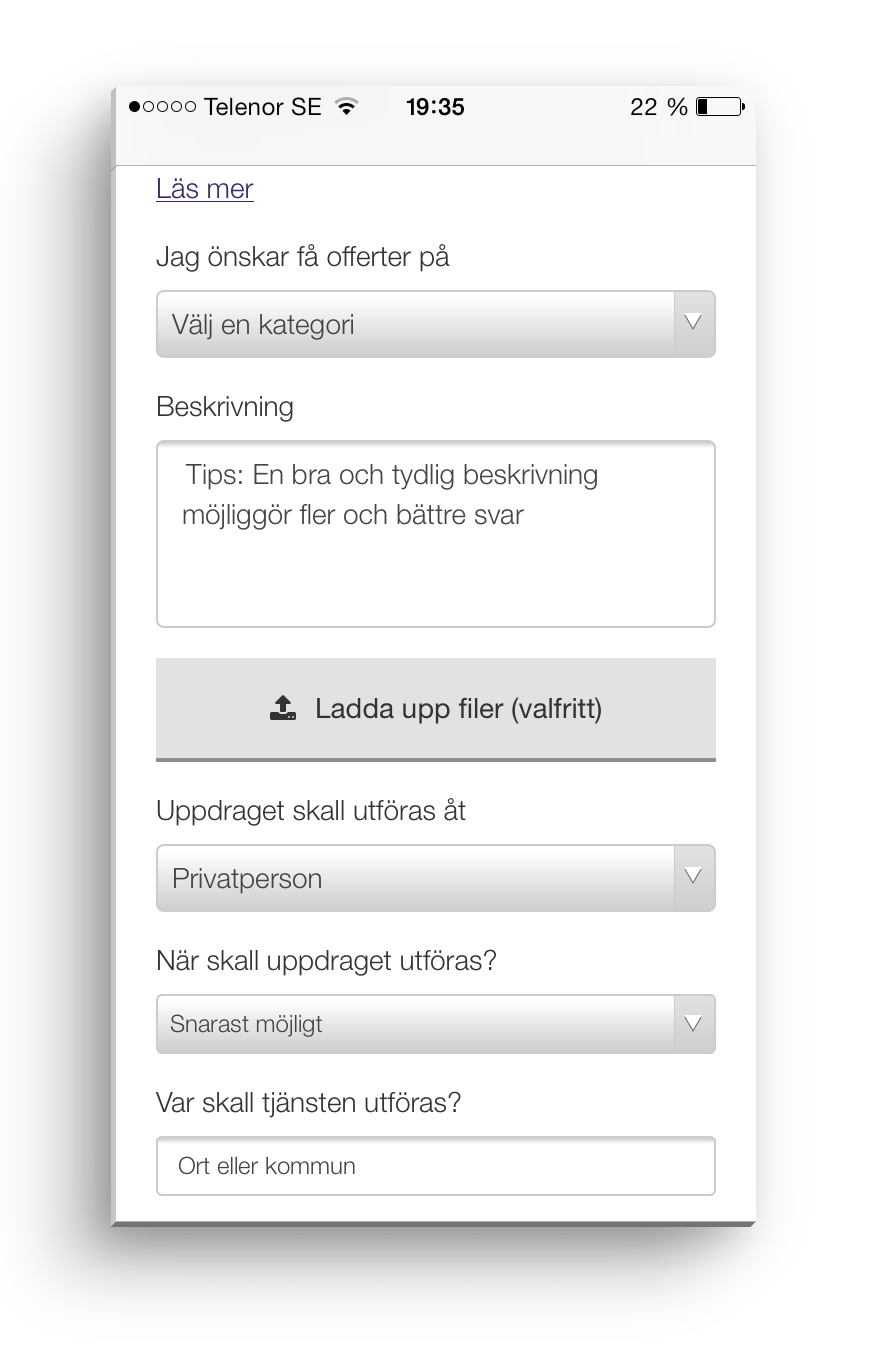 Telenor SE 19:35 22 %
Läs mer
Jag önskar få offerter på
Välj en kategori
Beskrivning
Tips: En bra och tydlig beskrivning
möjliggör fler och bättre svar
Ladda upp filer (valfritt)
Uppdraget skall utföras åt
Privatperson
När skall uppdraget utföras?
Snarast möjligt
Var skall tjänsten utföras?
Ort eller kommun